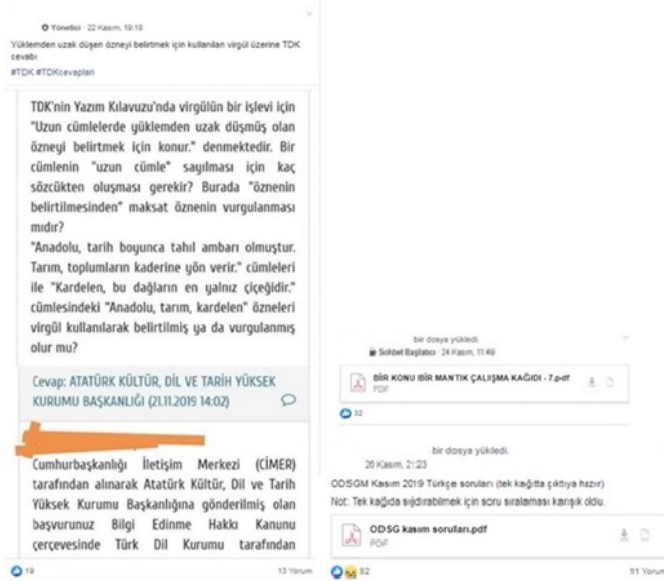 Yönetici · 22 Kasım, 19:18
Yüklemden uzak düşen özneyi belirtmek için kullanılan virgül üzerine TDK
cevabı
#TDK #TDKcevaplari
TDK'nin Yazım Kılavuzu'nda virgülün bir işlevi için
"Uzun cümlelerde yüklemden uzak düşmüş olan
özneyi belirtmek için konur." denmektedir. Bir
cümlenin "uzun cümle" sayılması için kaç
sözcükten oluşması gerekir? Burada "öznenin
belirtilmesinden" maksat öznenin vurgulanması
mıdır?
"Anadolu, tarih boyunca tahıl ambarı olmuştur.
Tarım, toplumların kaderine yön verir." cümleleri
ile "Kardelen, bu dağların en yalnız çiçeğidir."
cümlesindeki "Anadolu, tarım, kardelen" özneleri
virgül kullanılarak belirtilmiş ya da vurgulanmış
olur mu?
Cevap: ATATÜRK KÜLTÜR, DİL VE TARİH YÜKSEK
KURUMU BAŞKANLIĞI (21.11.2019 14:02)
Cumhurbaşkanlığı İletişim Merkezi (CİMER)
tarafından alınarak Atatürk Kültür, Dil ve Tarih
Yüksek Kurumu Başkanlığına gönderilmiş olan
başvurunuz Bilgi Edinme Hakkı Kanunu
çerçevesinde Türk Dil Kurumu tarafından
19
13 Yorum
bir dosya yükledi.
Sohbet Başlatıcı · 24 Kasım, 11:49
BİR KONU BİR MANTIK ÇALIŞMA KAĞIDI - 7.pdf
PDF
32
bir dosya yükledi.
26 Kasım, 21:23
ODSGM Kasım 2019 Türkçe soruları (tek kağıtta çıktıya hazır)
Not: Tek kağıda sığdırabilmek için soru sıralaması karışık oldu.
ODSG kasım soruları.pdf
PDF
82
91 Yorum